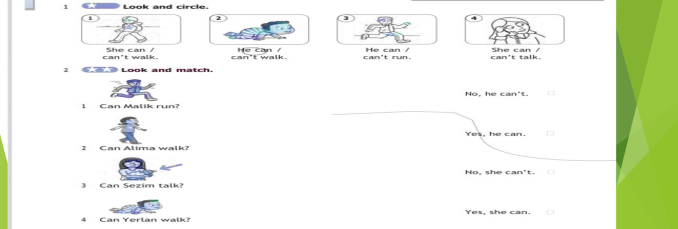 1 Look and circle.
1 2 3 4
She can / can't walk.
He can / can't walk.
He can / can't run.
She can / can't talk.
2 Look and match.
1 Can Malik run?
No, he can't.
2 Can Alima walk?
Yes, he can.
3 Can Sezim talk?
No, she can't.
4 Can Yerlan walk?
Yes, she can.